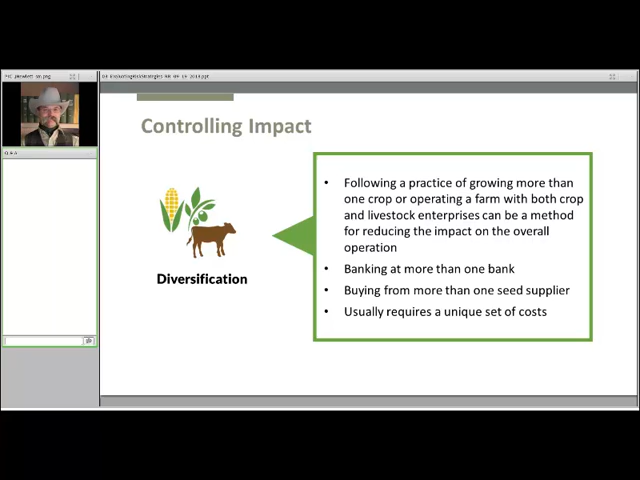 Q & A
Controlling Impact
Diversification
• Following a practice of growing more than
one crop or operating a farm with both crop
and livestock enterprises can be a method
for reducing the impact on the overall
operation
• Banking at more than one bank
• Buying from more than one seed supplier
• Usually requires a unique set of costs